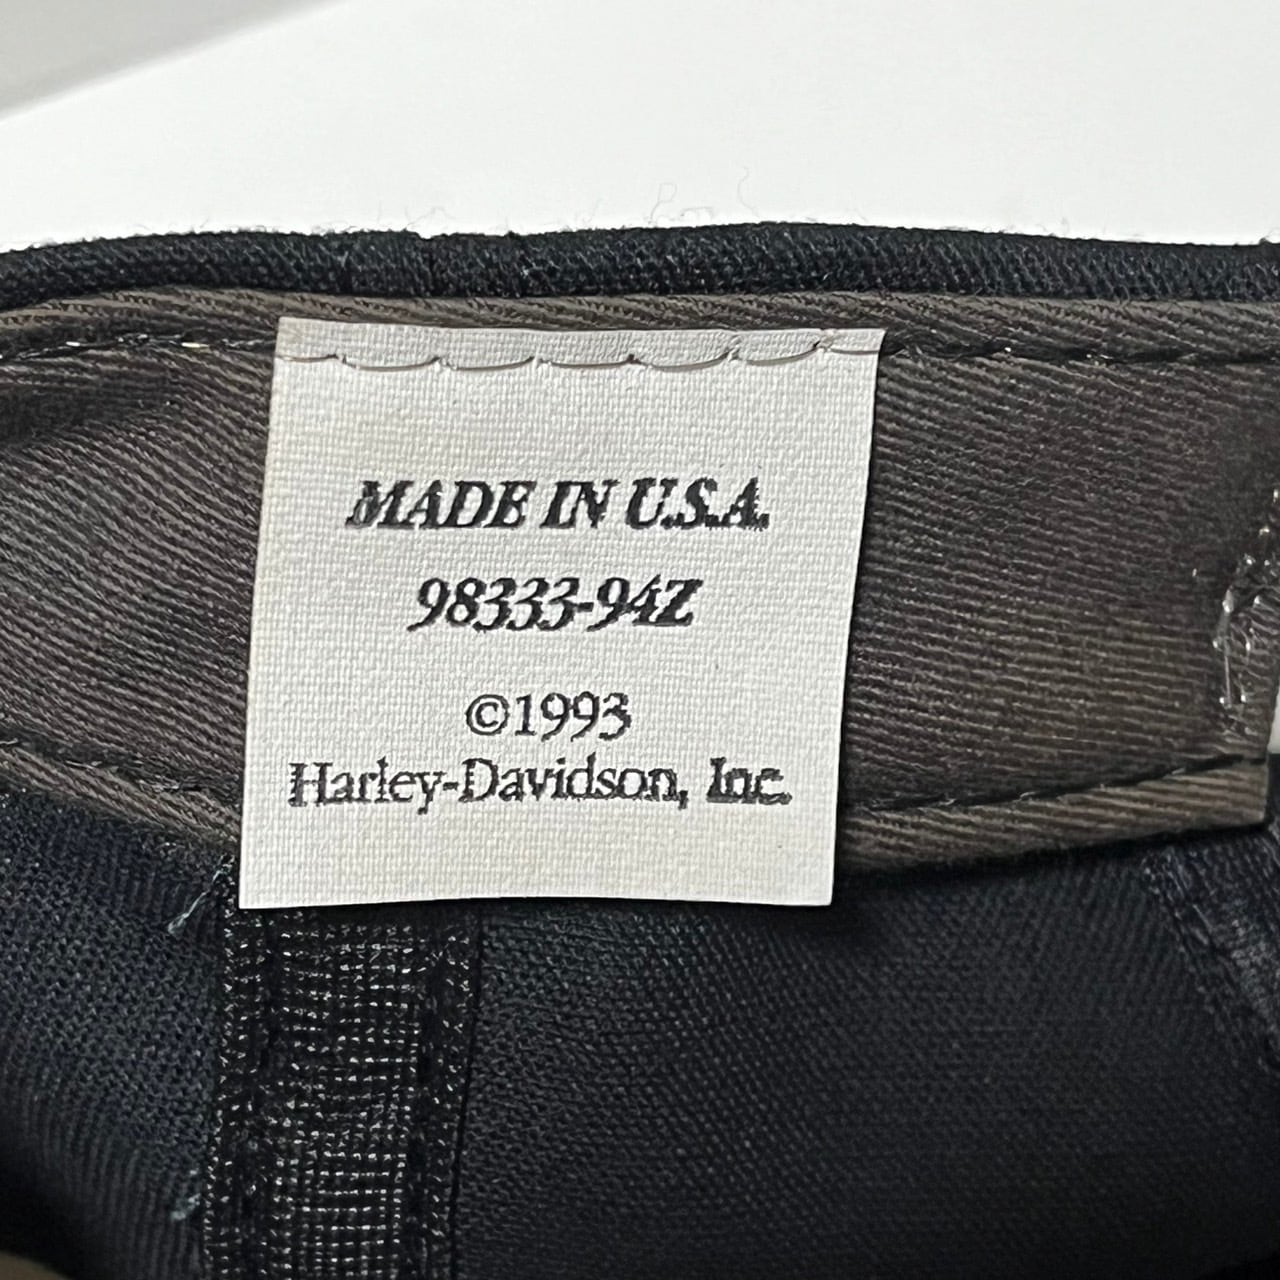 MADE IN U.S.A.
98333-94Z
©1993
Harley-Davidson, Inc.